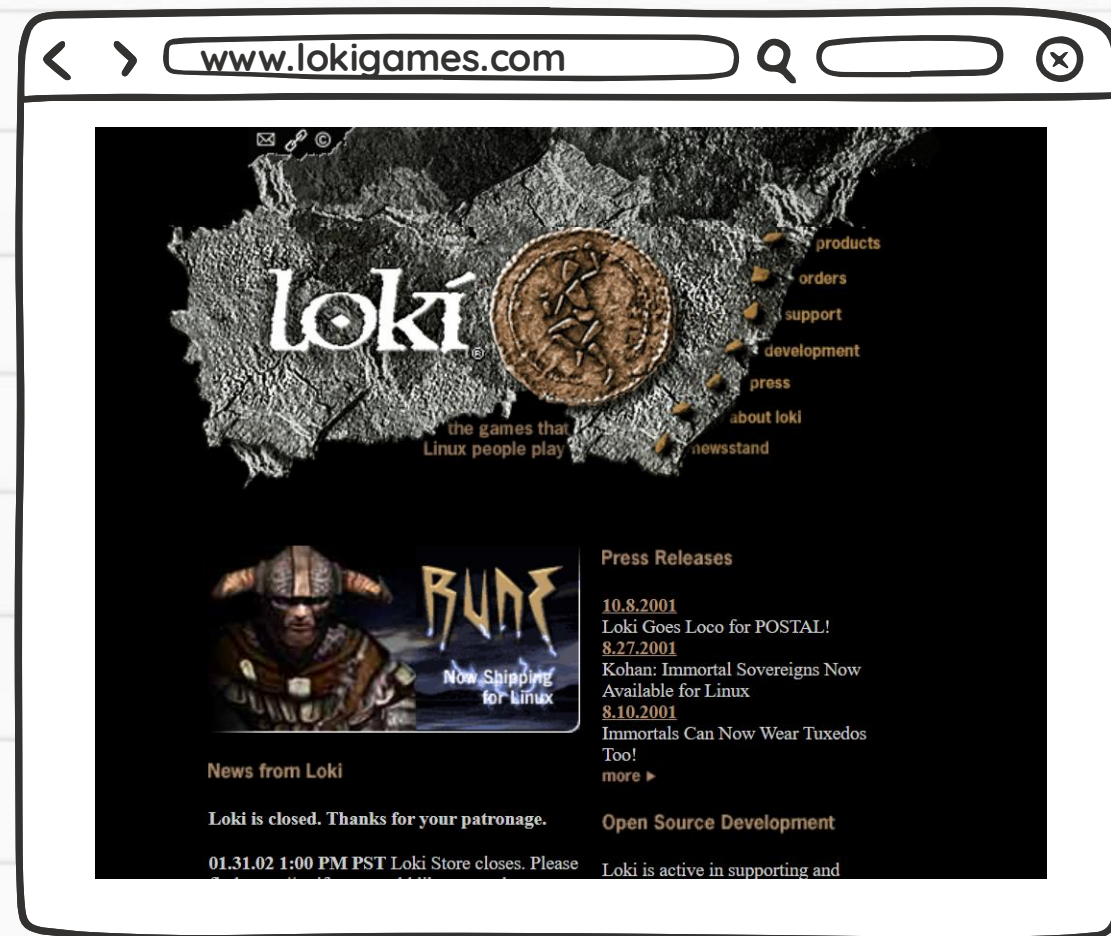 www.lokigames.com
©
lokí®
products
orders
support
development
press
about loki
newsstand
the games that
Linux people play
RUNE
Now Shipping
for Linux
News from Loki
Loki is closed. Thanks for your patronage.
01.31.02 1:00 PM PST Loki Store closes. Please
Press Releases
10.8.2001
Loki Goes Loco for POSTAL!
8.27.2001
Kohan: Immortal Sovereigns Now
Available for Linux
8.10.2001
Immortals Can Now Wear Tuxedos
Too!
more ▶
Open Source Development
Loki is active in supporting and